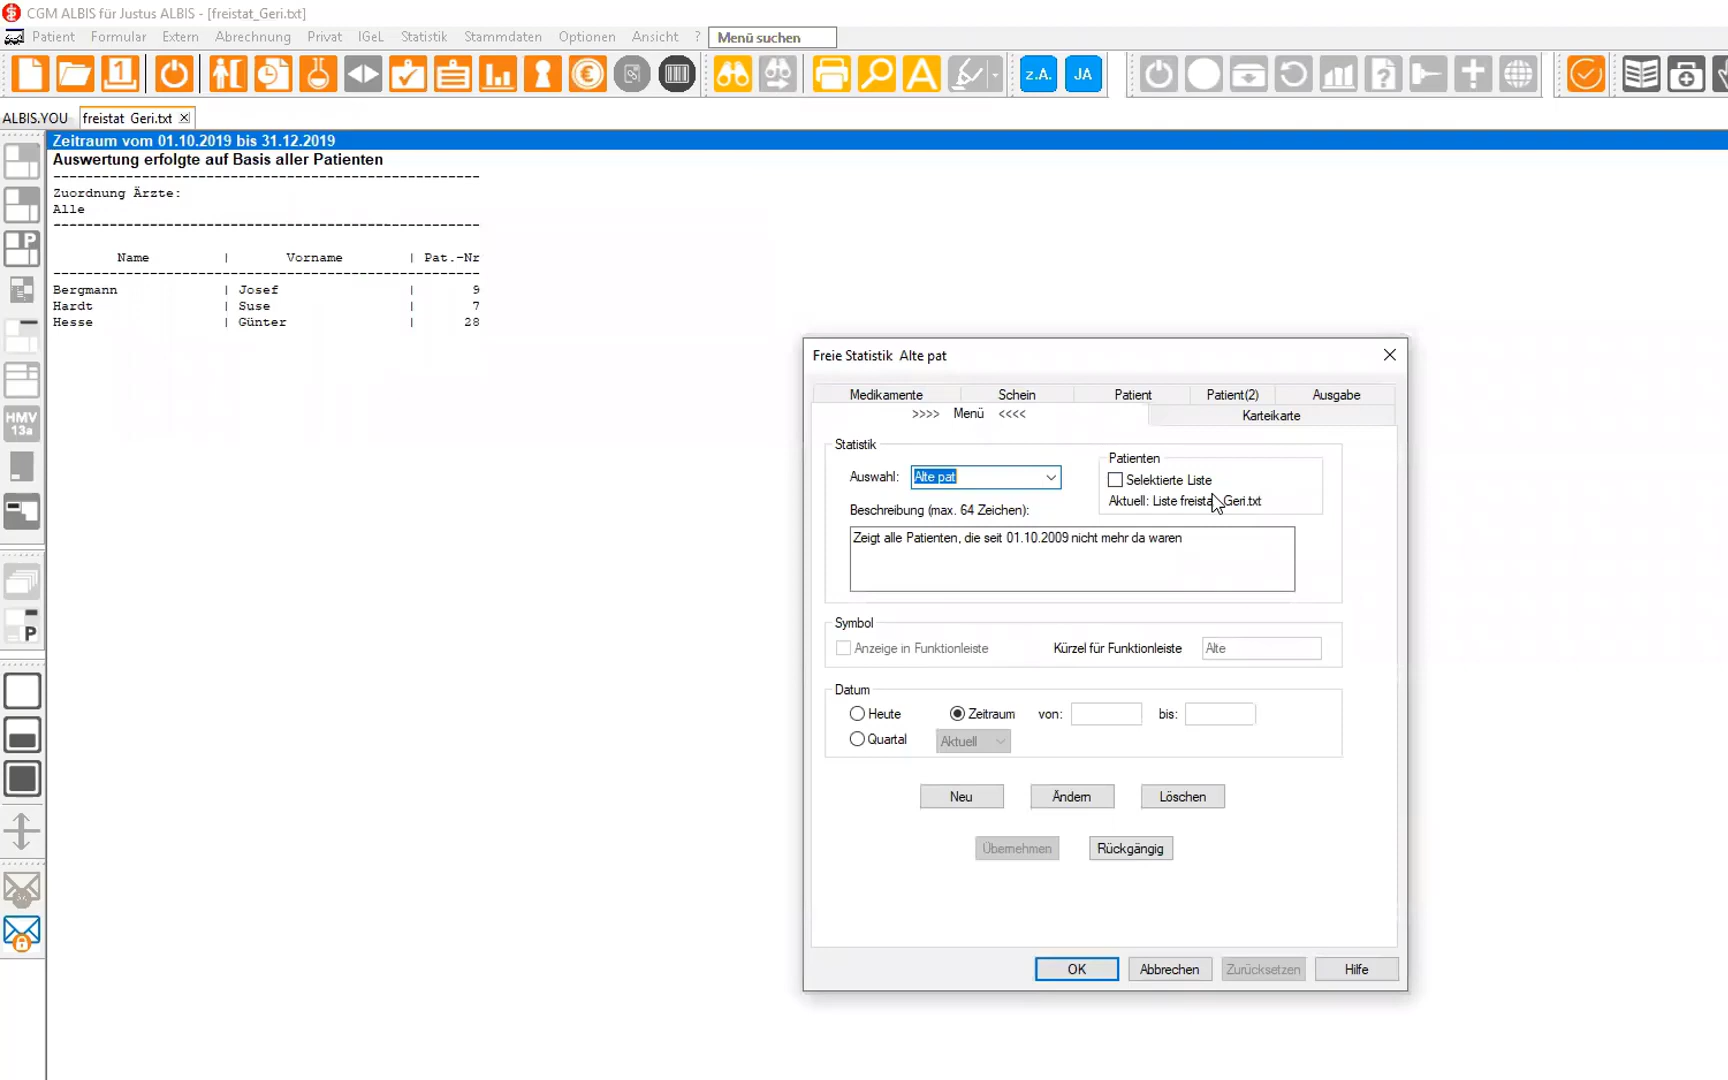 CGM ALBIS für Justus ALBIS - [freistat_Geri.txt]
Patient Formular Extern Abrechnung Privat IGeL Statistik Stammdaten Optionen Ansicht ? Menü suchen
1 A z.A. JA
ALBIS.YOU freistat Geri.txt
Zeitraum vom 01.10.2019 bis 31.12.2019
Auswertung erfolgte auf Basis aller Patienten
Zuordnung Ärzte:
Alle
Name | Vorname | Pat.-Nr
Bergmann | Josef | 9
Hardt | Suse | 7
Hesse | Günter | 28
P
HMV
13a
P
Freie Statistik Alte pat
Medikamente Schein Patient Patient(2) Ausgabe
>>>> Menü <<<< Karteikarte
Statistik
Auswahl: Alte pat
Patienten
Selektierte Liste
Aktuell: Liste freista Geri.txt
Beschreibung (max. 64 Zeichen):
Zeigt alle Patienten, die seit 01.10.2009 nicht mehr da waren
Symbol
Anzeige in Funktionleiste Kürzel für Funktionleiste Alte
Datum
Heute Zeitraum von: bis:
Quartal Aktuell
Neu Ändern Löschen
Übernehmen Rückgängig
OK Abbrechen Zurücksetzen Hilfe